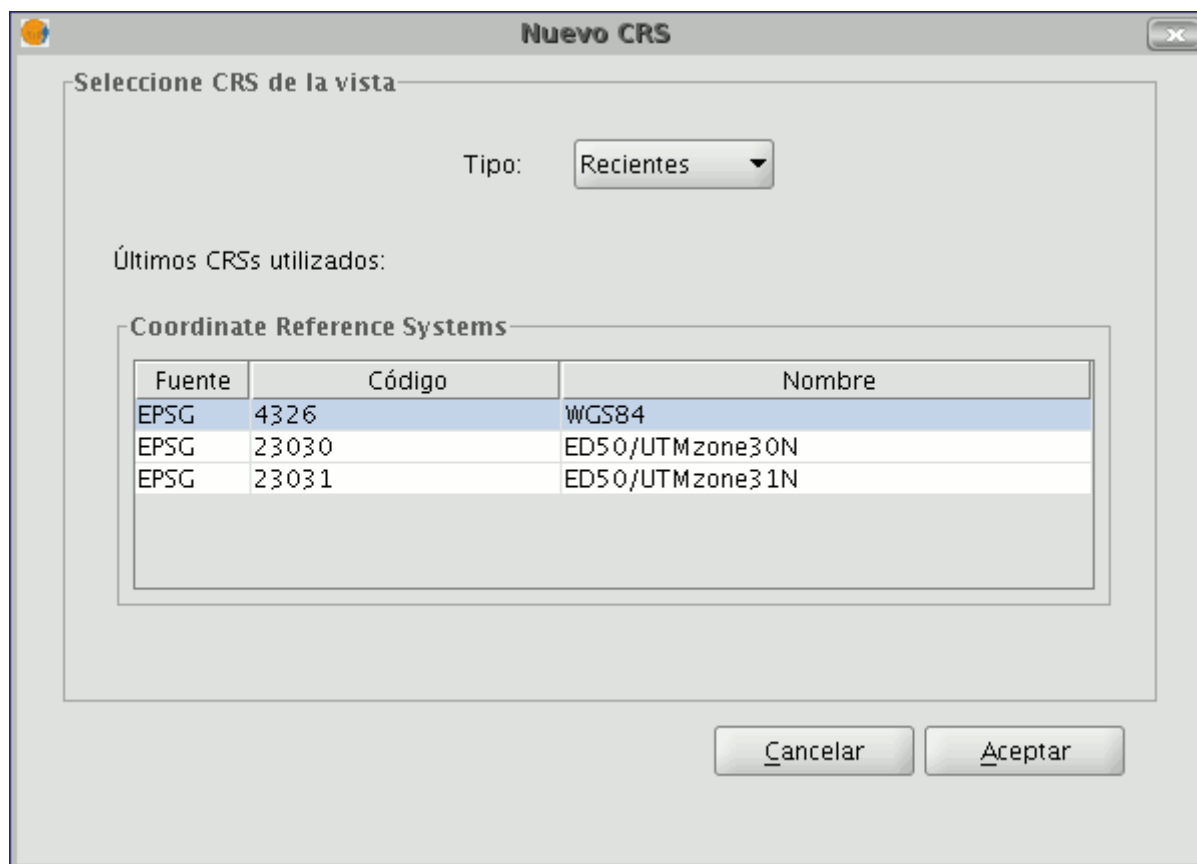 Nuevo CRS
Seleccione CRS de la vista
Tipo: Recientes
Últimos CRSs utilizados:
Coordinate Reference Systems
Fuente Código Nombre
EPSG 4326 WGS84
EPSG 23030 ED50/UTMzone30N
EPSG 23031 ED50/UTMzone31N
Cancelar Aceptar